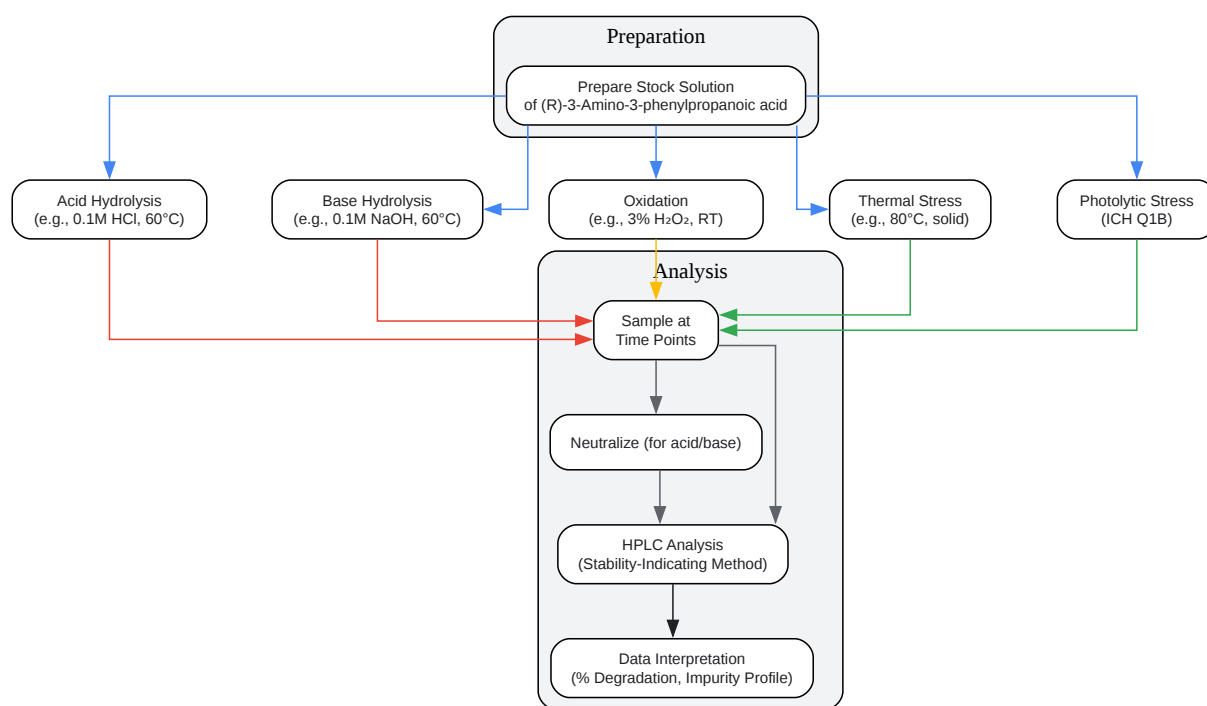 Preparation
Prepare Stock Solution
of (R)-3-Amino-3-phenylpropanoic acid
Acid Hydrolysis
(e.g., 0.1M HCl, 60°C)
Base Hydrolysis
(e.g., 0.1M NaOH, 60°C)
Oxidation
(e.g., 3% H₂O₂, RT)
Thermal Stress
(e.g., 80°C, solid)
Photolytic Stress
(ICH Q1B)
Analysis
Sample at
Time Points
Neutralize (for acid/base)
HPLC Analysis
(Stability-Indicating Method)
Data Interpretation
(% Degradation, Impurity Profile)